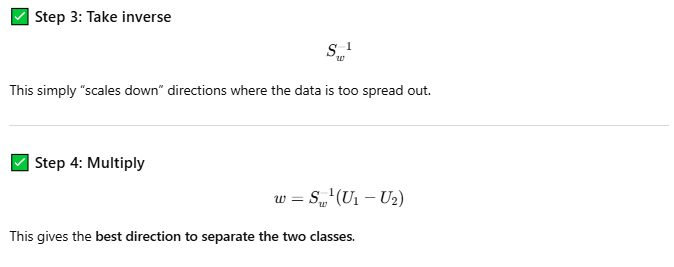 ✅ Step 3: Take inverse
S_w^{-1}
This simply “scales down” directions where the data is too spread out.
✅ Step 4: Multiply
w = S_w^{-1}(U_1 − U_2)
This gives the best direction to separate the two classes.